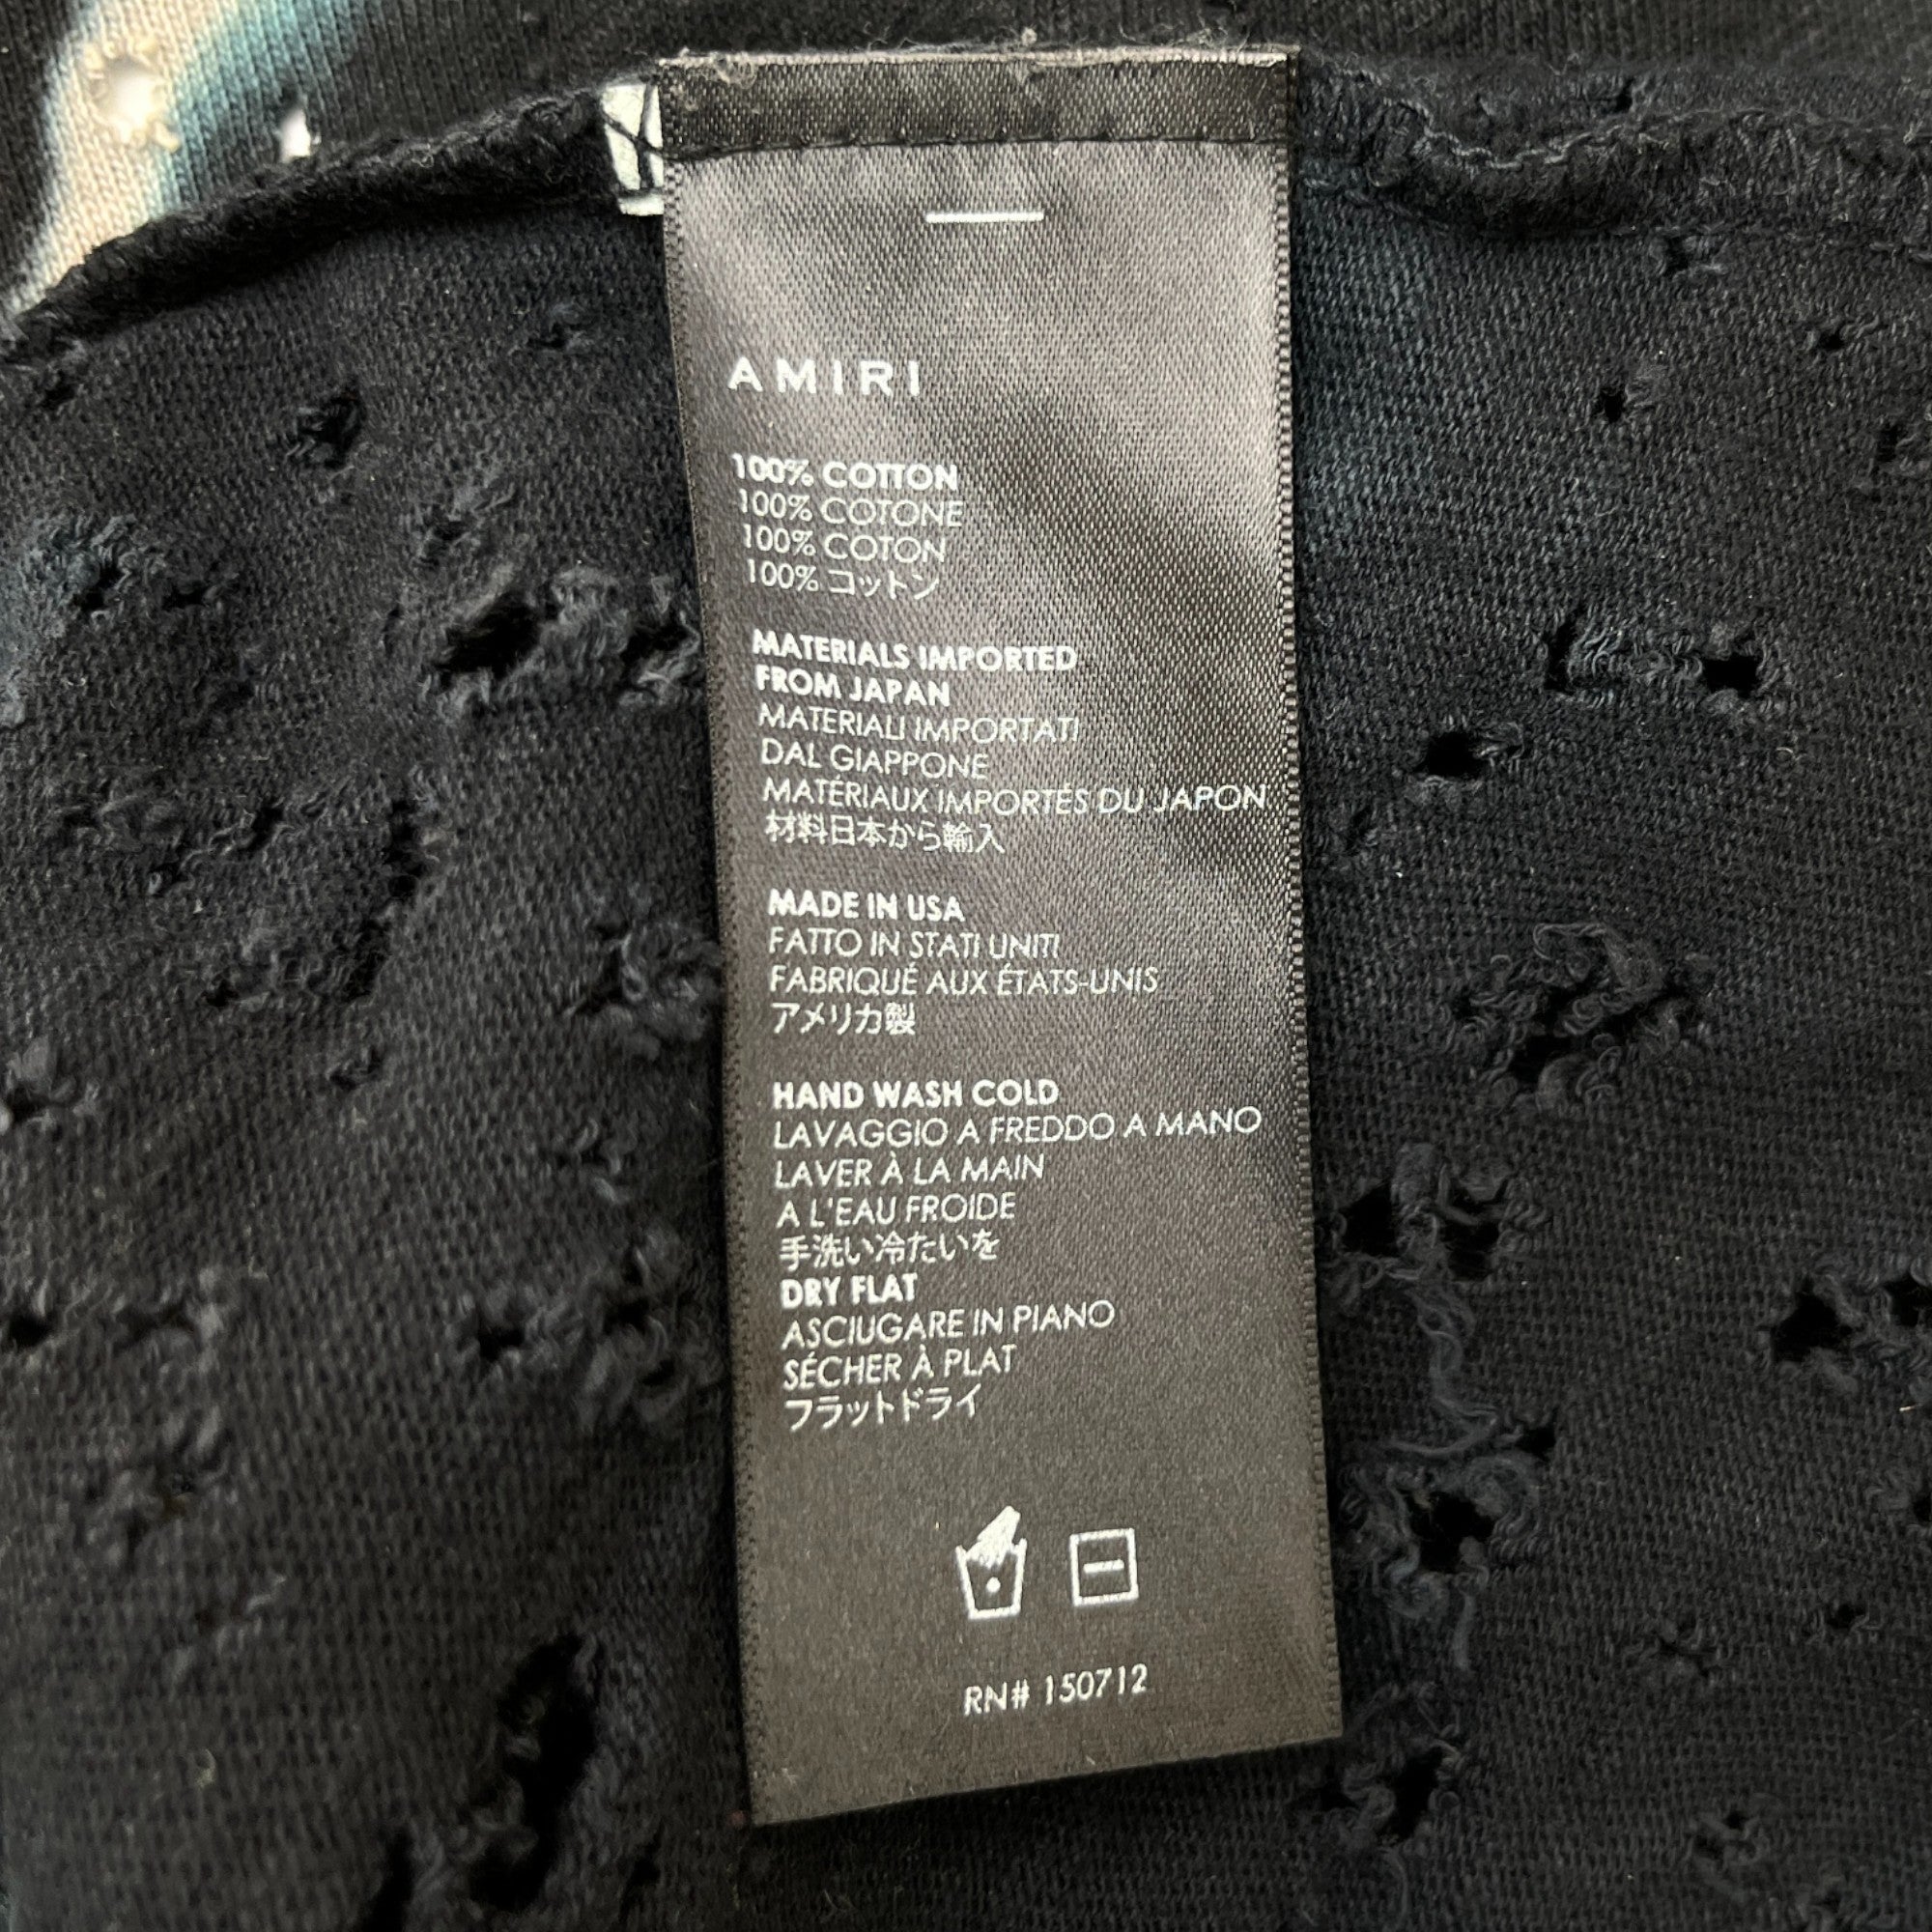 AMIRI
100% COTTON
100% COTONE
100% COTON
100% コットン
MATERIALS IMPORTED
FROM JAPAN
MATERIALI IMPORTATI
DAL GIAPPONE
MATÉRIAUX IMPORTÉS DU JAPON
材料日本から輸入
MADE IN USA
FATTO IN STATI UNITI
FABRIQUÉ AUX ÉTATS-UNIS
アメリカ製
HAND WASH COLD
LAVAGGIO A FREDDO A MANO
LAVER À LA MAIN
A L'EAU FROIDE
手洗い冷たいを
DRY FLAT
ASCIUGARE IN PIANO
SÉCHER À PLAT
フラットドライ
RN# 150712